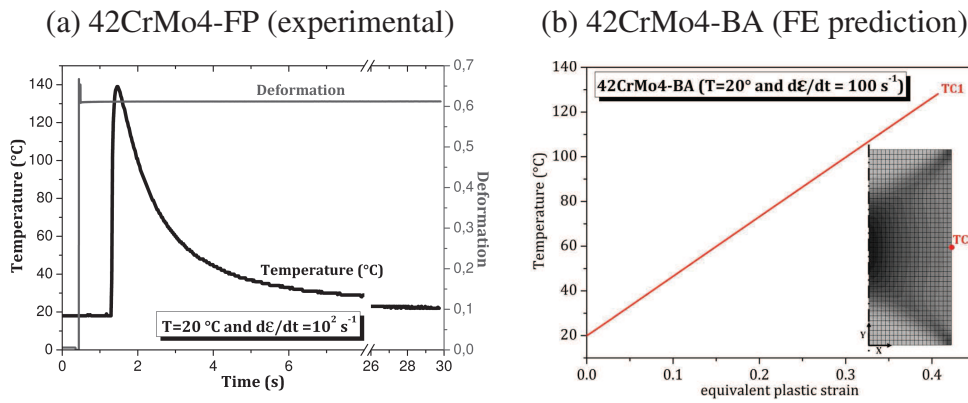 (a) 42CrMo4-FP (experimental)
140
120
100
80
60
40
20
0
Temperature (°C)
0,7
0,6
0,5
0,4
0,3
0,2
0,1
0,0
Deformation
Deformation
Temperature (°C)
T=20 °C and dε/dt =10² s⁻¹
0 2 4 6 26 28 30
Time (s)
(b) 42CrMo4-BA (FE prediction)
140
120
100
80
60
40
20
Temperature (°C)
42CrMo4-BA (T=20° and dε/dt = 100 s⁻¹)
TC1
TC
Y
X
0.0 0.1 0.2 0.3 0.4
equivalent plastic strain